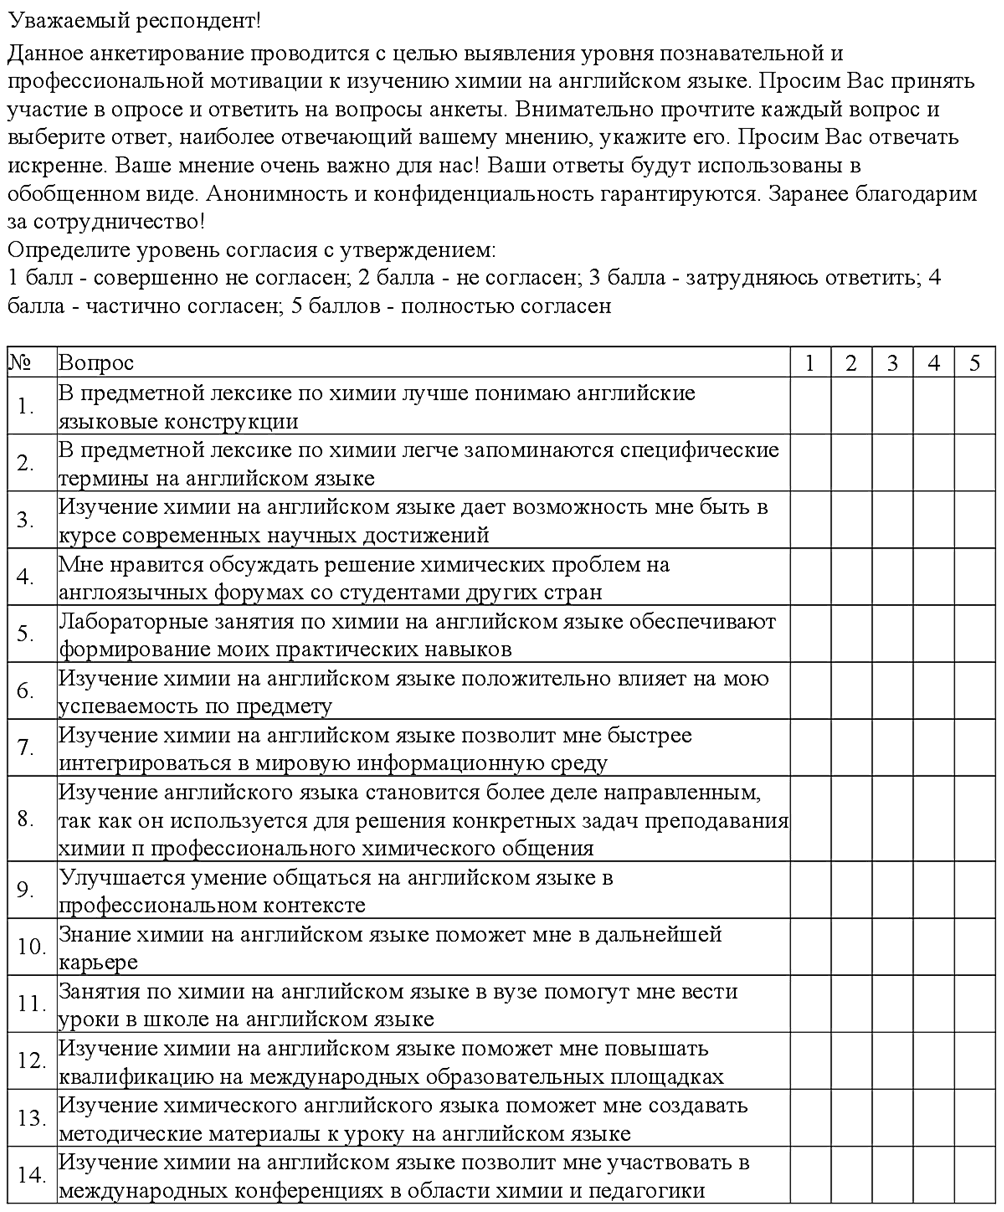 Уважаемый респондент!
Данное анкетирование проводится с целью выявления уровня познавательной и
профессиональной мотивации к изучению химии на английском языке. Просим Вас принять
участие в опросе и ответить на вопросы анкеты. Внимательно прочтите каждый вопрос и
выберите ответ, наиболее отвечающий вашему мнению, укажите его. Просим Вас отвечать
искренне. Ваше мнение очень важно для нас! Ваши ответы будут использованы в
обобщенном виде. Анонимность и конфиденциальность гарантируются. Заранее благодарим
за сотрудничество!
Определите уровень согласия с утверждением:
1 балл - совершенно не согласен; 2 балла - не согласен; 3 балла - затрудняюсь ответить; 4
балла - частично согласен; 5 баллов - полностью согласен
№ Вопрос 1 2 3 4 5
1. В предметной лексике по химии лучше понимаю английские
языковые конструкции
2. В предметной лексике по химии легче запоминаются специфические
термины на английском языке
3. Изучение химии на английском языке дает возможность мне быть в
курсе современных научных достижений
4. Мне нравится обсуждать решение химических проблем на
англоязычных форумах со студентами других стран
5. Лабораторные занятия по химии на английском языке обеспечивают
формирование моих практических навыков
6. Изучение химии на английском языке положительно влияет на мою
успеваемость по предмету
7. Изучение химии на английском языке позволит мне быстрее
интегрироваться в мировую информационную среду
8. Изучение английского языка становится более деле направленным,
так как он используется для решения конкретных задач преподавания
химии п профессионального химического общения
9. Улучшается умение общаться на английском языке в
профессиональном контексте
10. Знание химии на английском языке поможет мне в дальнейшей
карьере
11. Занятия по химии на английском языке в вузе помогут мне вести
уроки в школе на английском языке
12. Изучение химии на английском языке поможет мне повышать
квалификацию на международных образовательных площадках
13. Изучение химического английского языка поможет мне создавать
методические материалы к уроку на английском языке
14. Изучение химии на английском языке позволит мне участвовать в
международных конференциях в области химии и педагогики